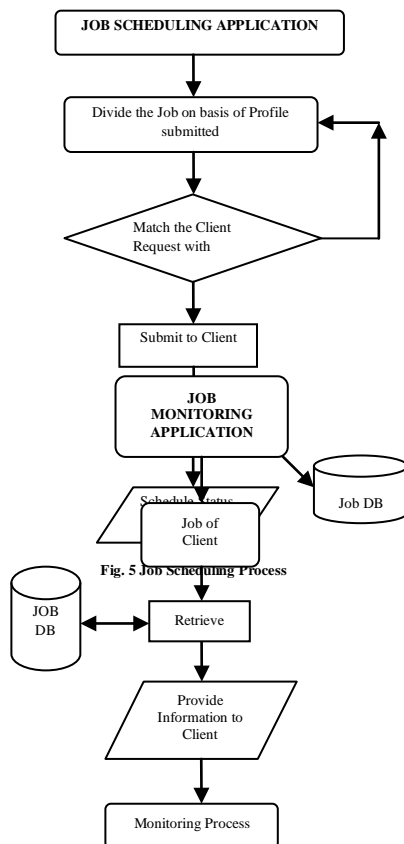 JOB SCHEDULING APPLICATION
Divide the Job on basis of Profile
submitted
Match the Client
Request with
Submit to Client
JOB
MONITORING
APPLICATION
Schedule Status
Job DB
Job of
Client
Fig. 5 Job Scheduling Process
JOB
DB
Retrieve
Provide
Information to
Client
Monitoring Process